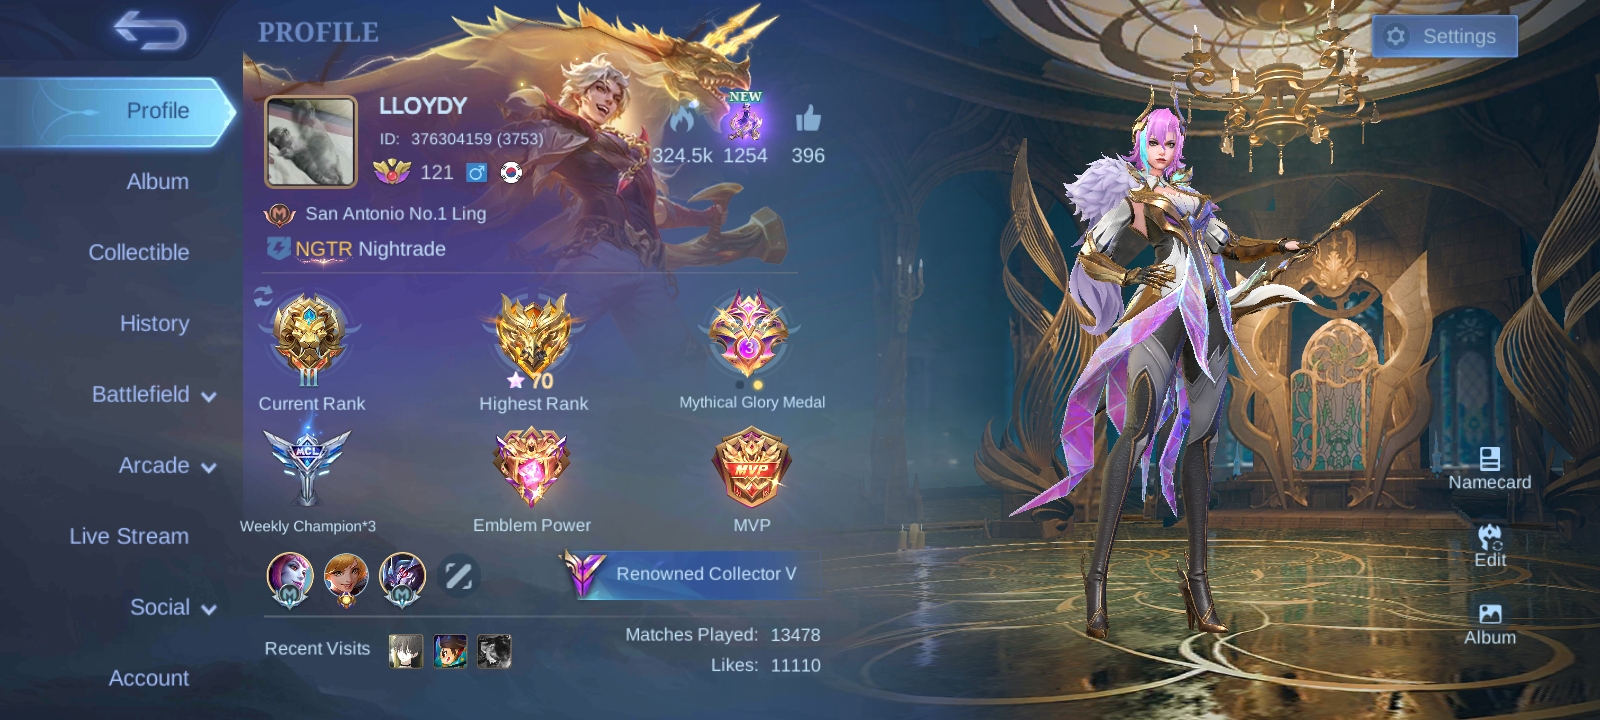 PROFILE
Settings
Profile
Album
Collectible
History
Battlefield
Arcade
Live Stream
Social
Account
LLOYDY
ID: 376304159 (3753)
121
NEW
324.5k
1254
396
M San Antonio No.1 Ling
NGTR Nightrade
III
Current Rank
70
Highest Rank
3
Mythical Glory Medal
MCL
Weekly Champion*3
Emblem Power
MVP
MVP
M
M
Renowned Collector V
Recent Visits
Matches Played: 13478
Likes: 11110
Namecard
Edit
Album